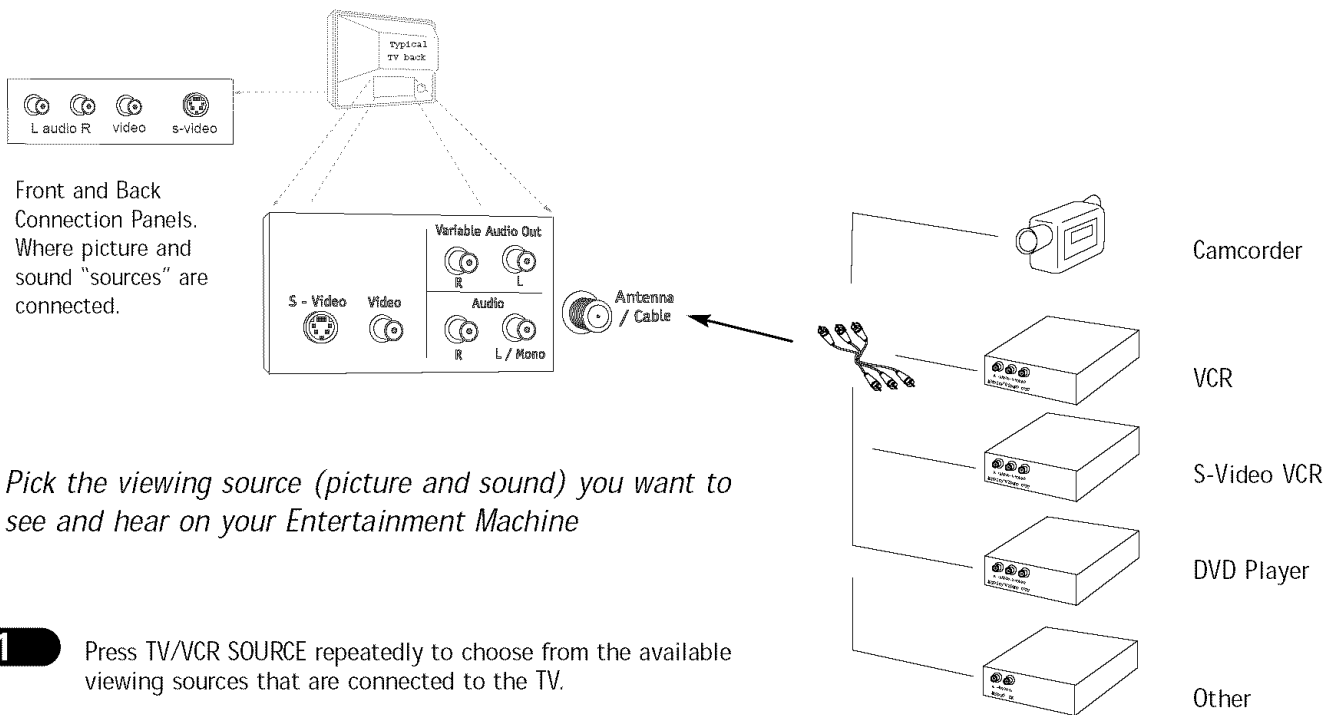 Typical
TV back
L audio R video s-video
Front and Back
Connection Panels.
Where picture and
sound "sources" are
connected.
Variable Audio Out
R L
S - Video Video Audio
R L / Mono
Antenna
/ Cable
Camcorder
VCR
S-Video VCR
DVD Player
Other
Pick the viewing source (picture and sound) you want to
see and hear on your Entertainment Machine
1 Press TV/VCR SOURCE repeatedly to choose from the available
viewing sources that are connected to the TV.